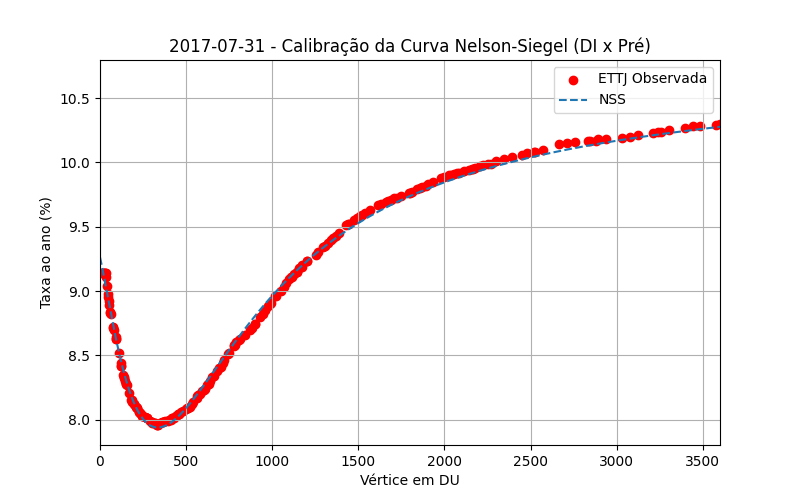 2017-07-31 - Calibração da Curva Nelson-Siegel (DI x Pré)
ETTJ Observada
NSS
Taxa ao ano (%)
10.5
10.0
9.5
9.0
8.5
8.0
0 500 1000 1500 2000 2500 3000 3500
Vértice em DU